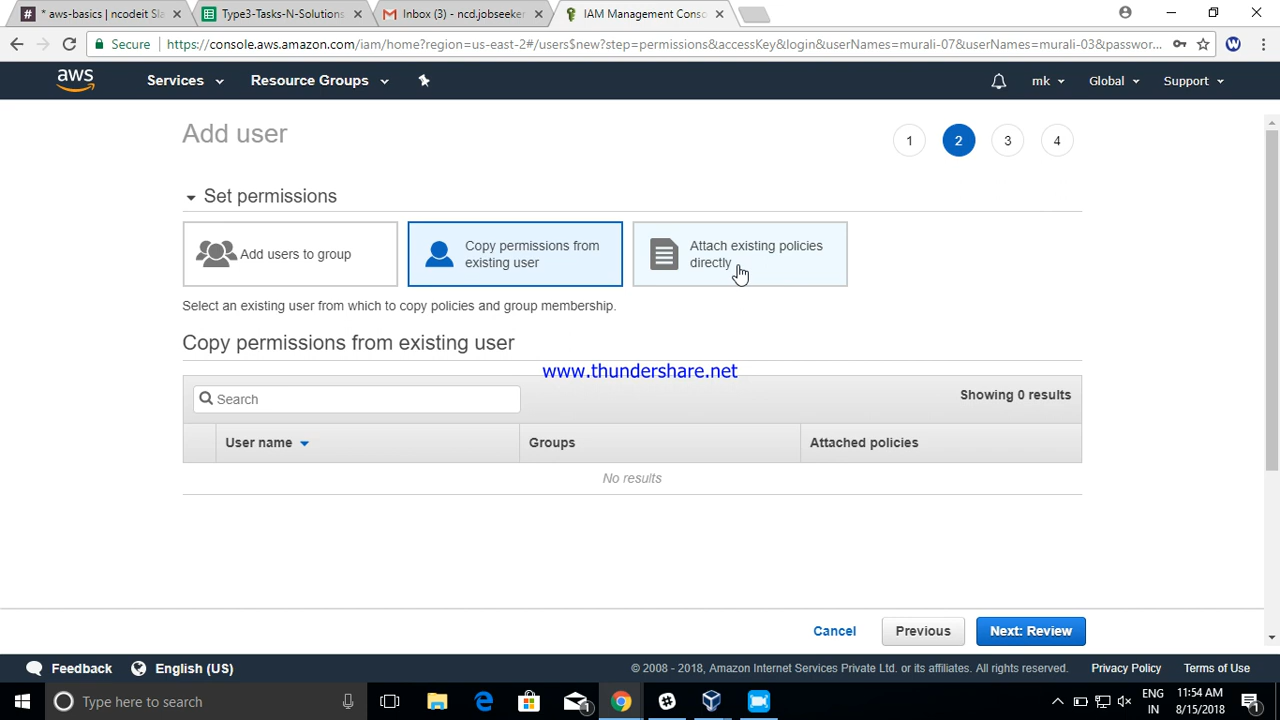 * aws-basics | ncodeit Sla
Type3-Tasks-N-Solutions
Inbox (3) - ncd.jobseeker
IAM Management Conso
Secure
https://console.aws.amazon.com/iam/home?region=us-east-2#/users$new?step=permissions&accessKey&login&userNames=murali-07&userNames=murali-03&passwor...
aws
Services
Resource Groups
mk
Global
Support
Add user
1
2
3
4
Set permissions
Add users to group
Copy permissions from
existing user
Attach existing policies
directly
Select an existing user from which to copy policies and group membership.
Copy permissions from existing user
www.thundershare.net
Search
Showing 0 results
User name
Groups
Attached policies
No results
Cancel
Previous
Next: Review
Feedback
English (US)
© 2008 - 2018, Amazon Internet Services Private Ltd. or its affiliates. All rights reserved.
Privacy Policy
Terms of Use
Type here to search
1
ENG
IN
11:54 AM
8/15/2018
1